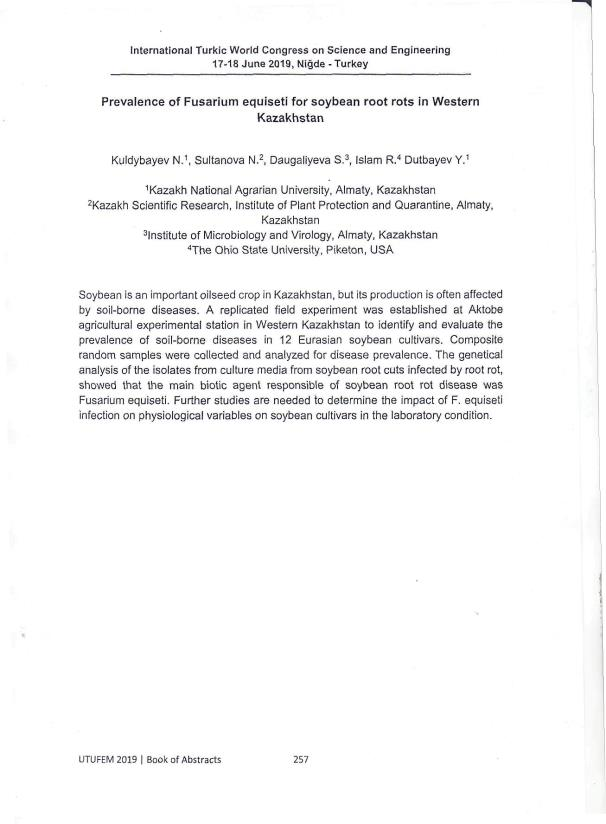 International Turkic World Congress on Science and Engineering
17-18 June 2019, Niğde - Turkey
Prevalence of Fusarium equiseti for soybean root rots in Western
Kazakhstan
Kuldybayev N.¹, Sultanova N.², Daugaliyeva S.³, Islam R.⁴ Dutbayev Y.¹
¹Kazakh National Agrarian University, Almaty, Kazakhstan
²Kazakh Scientific Research, Institute of Plant Protection and Quarantine, Almaty,
Kazakhstan
³Institute of Microbiology and Virology, Almaty, Kazakhstan
⁴The Ohio State University, Piketon, USA
Soybean is an important oilseed crop in Kazakhstan, but its production is often affected
by soil-borne diseases. A replicated field experiment was established at Aktobe
agricultural experimental station in Western Kazakhstan to identify and evaluate the
prevalence of soil-borne diseases in 12 Eurasian soybean cultivars. Composite
random samples were collected and analyzed for disease prevalence. The genetical
analysis of the isolates from culture media from soybean root cuts infected by root rot,
showed that the main biotic agent responsible of soybean root rot disease was
Fusarium equiseti. Further studies are needed to determine the impact of F. equiseti
infection on physiological variables on soybean cultivars in the laboratory condition.
UTUFEM 2019 | Book of Abstracts 257